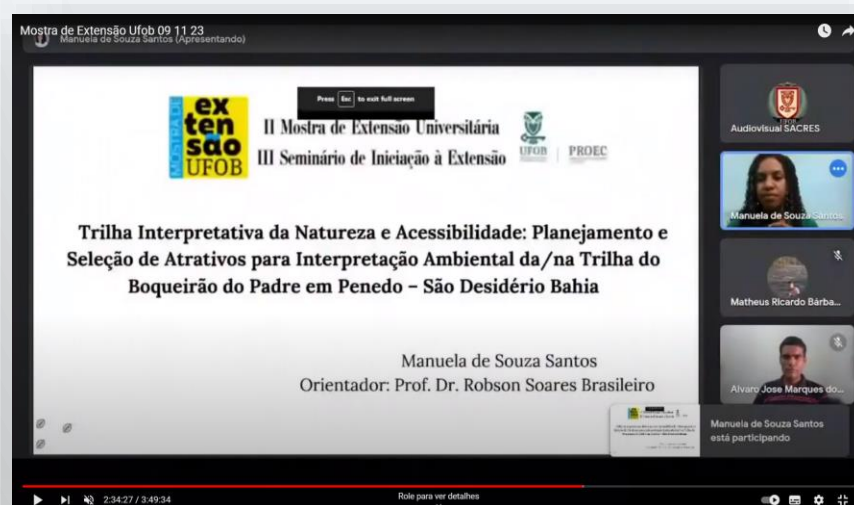 Mostra de Extensão Ufob 09 11 23
Manuela de Souza Santos (Apresentando)
Press Esc to exit full screen
MOSTRA DE
ex
ten
são
UFOB
II Mostra de Extensão Universitária
III Seminário de Iniciação à Extensão
UFOB
PROEC
Trilha Interpretativa da Natureza e Acessibilidade: Planejamento e
Seleção de Atrativos para Interpretação Ambiental da/na Trilha do
Boqueirão do Padre em Penedo – São Desidério Bahia
Manuela de Souza Santos
Orientador: Prof. Dr. Robson Soares Brasileiro
UFOB
Audiovisual SACRES
Manuela de Souza Santos
Matheus Ricardo Bárba...
Alvaro Jose Marques do...
Manuela de Souza Santos
está participando
2:34:27 / 3:49:34
Role para ver detalhes